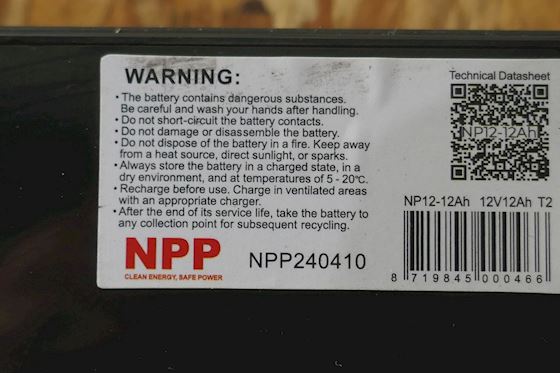 WARNING:
• The battery contains dangerous substances.
Be careful and wash your hands after handling.
• Do not short-circuit the battery contacts.
• Do not damage or disassemble the battery.
• Do not dispose of the battery in a fire. Keep away
from a heat source, direct sunlight, or sparks.
• Always store the battery in a charged state, in a
dry environment, and at temperatures of 5 - 20°C.
• Recharge before use. Charge in ventilated areas
with an appropriate charger.
• After the end of its service life, take the battery to
any collection point for subsequent recycling.
NPP
CLEAN ENERGY, SAFE POWER
NPP240410
Technical Datasheet
NP12-12Ah
NP12-12Ah 12V12Ah T2
8 719845 000466